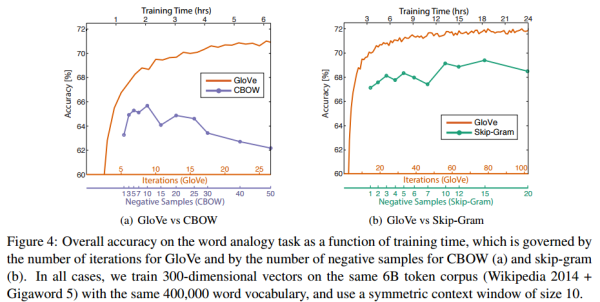 Training Time (hrs)
1 2 3 4 5 6
72
70
68
66
64
62
60
Accuracy [%]
GloVe
CBOW
5 10 15 20 25
Iterations (GloVe)
1 3 5 7 10 15 20 25 30 40 50
Negative Samples (CBOW)
(a) GloVe vs CBOW
Training Time (hrs)
3 6 9 12 15 18 21 24
72
70
68
66
64
62
60
Accuracy [%]
GloVe
Skip-Gram
20 40 60 80 100
Iterations (GloVe)
1 2 3 4 5 6 7 10 12 15 20
Negative Samples (Skip-Gram)
(b) GloVe vs Skip-Gram
Figure 4: Overall accuracy on the word analogy task as a function of training time, which is governed by
the number of iterations for GloVe and by the number of negative samples for CBOW (a) and skip-gram
(b). In all cases, we train 300-dimensional vectors on the same 6B token corpus (Wikipedia 2014 +
Gigaword 5) with the same 400,000 word vocabulary, and use a symmetric context window of size 10.